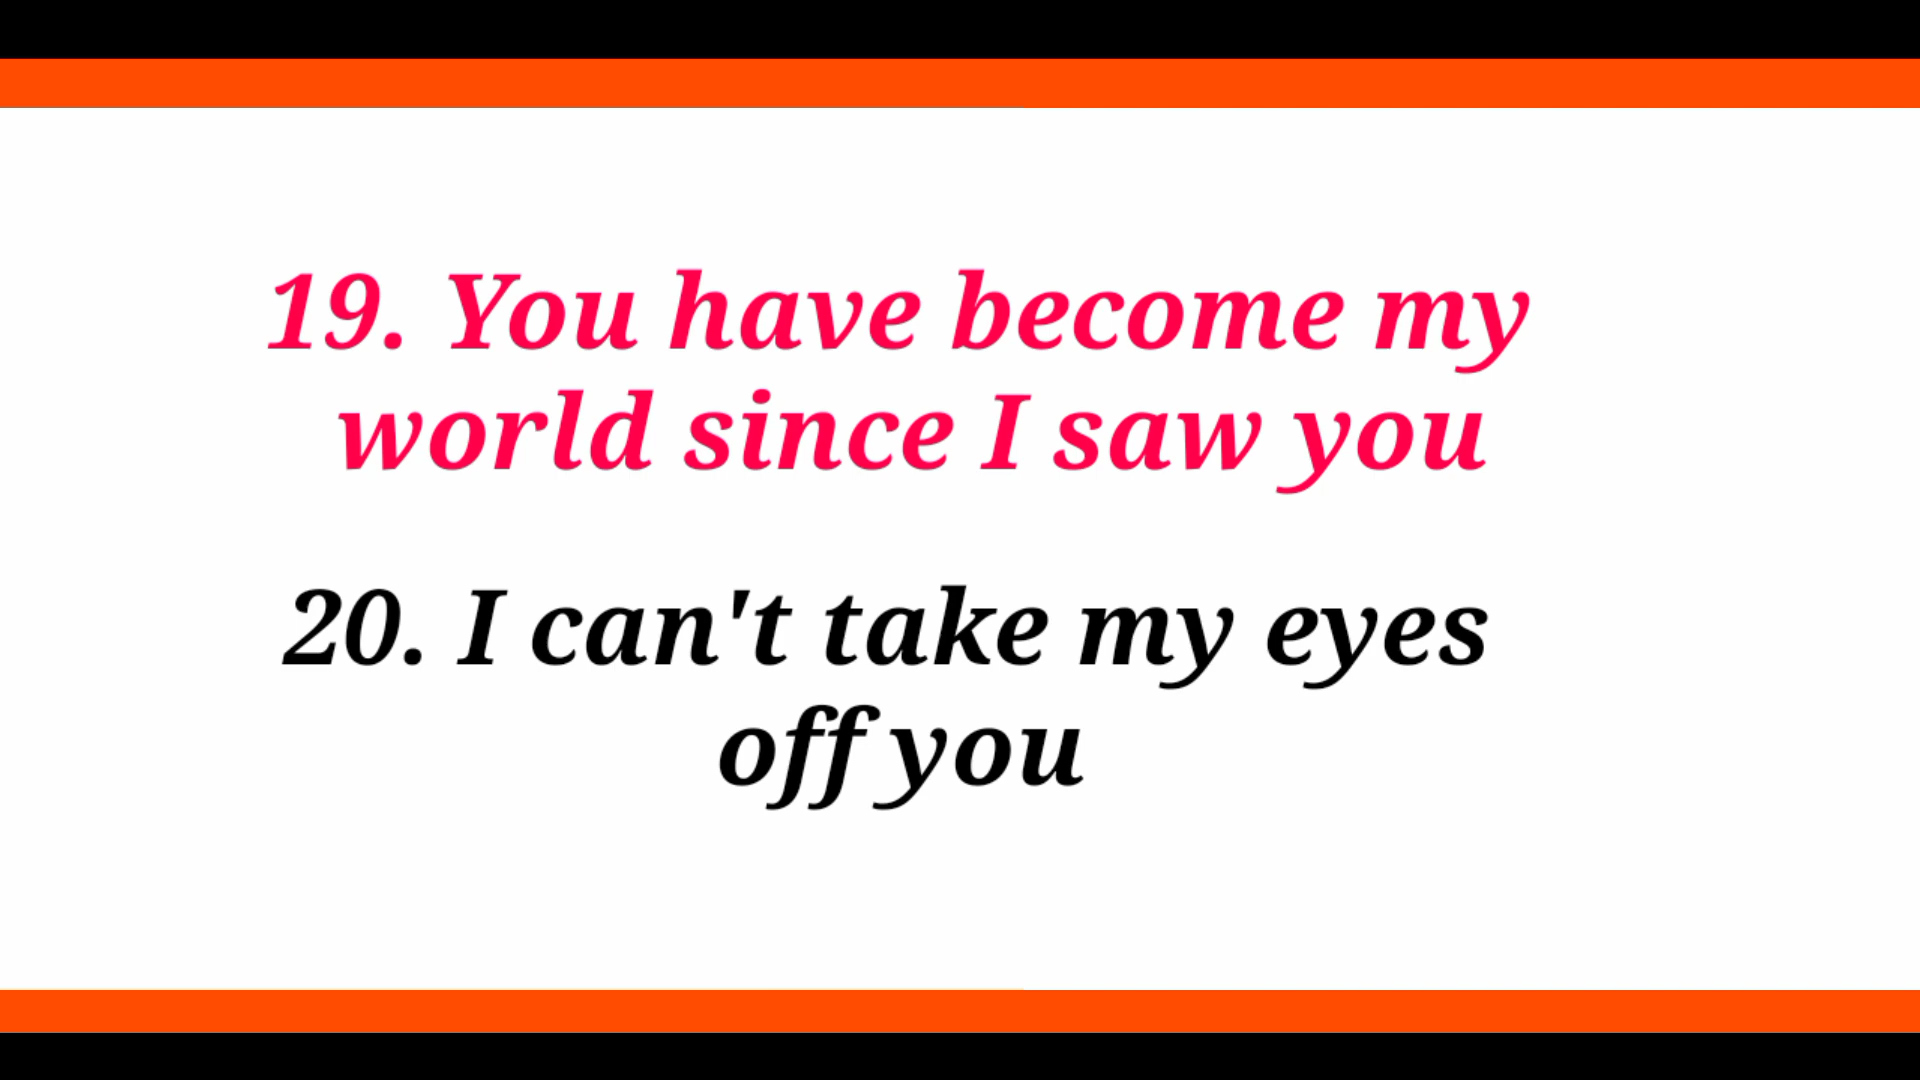 19. You have become my
world since I saw you
20. I can't take my eyes
off you